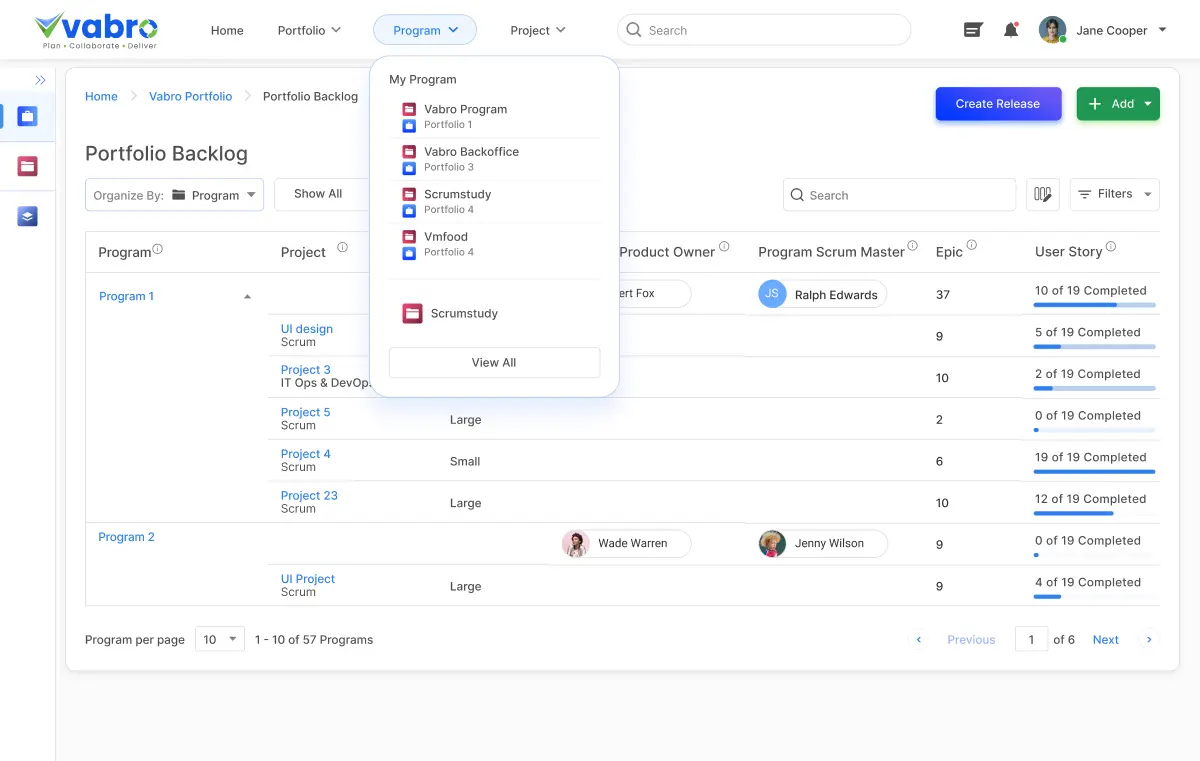 vabro
Plan • Collaborate • Deliver
Home
Portfolio
Program
Project
Search
Jane Cooper
My Program
Vabro Program
Portfolio 1
Vabro Backoffice
Portfolio 3
Scrumstudy
Portfolio 4
Vmfood
Portfolio 4
Scrumstudy
View All
Home
Vabro Portfolio
Portfolio Backlog
Create Release
Add
Portfolio Backlog
Organize By: Program
Show All
Search
Filters
Program
Project
Product Owner
Program Scrum Master
Epic
User Story
Program 1
ert Fox
JS
Ralph Edwards
37
10 of 19 Completed
UI design
Scrum
9
5 of 19 Completed
Project 3
IT Ops & DevOps
10
2 of 19 Completed
Project 5
Scrum
Large
2
0 of 19 Completed
Project 4
Scrum
Small
6
19 of 19 Completed
Project 23
Scrum
Large
10
12 of 19 Completed
Program 2
Wade Warren
Jenny Wilson
9
0 of 19 Completed
UI Project
Scrum
Large
9
4 of 19 Completed
Program per page
10
1 - 10 of 57 Programs
Previous
1
of 6
Next